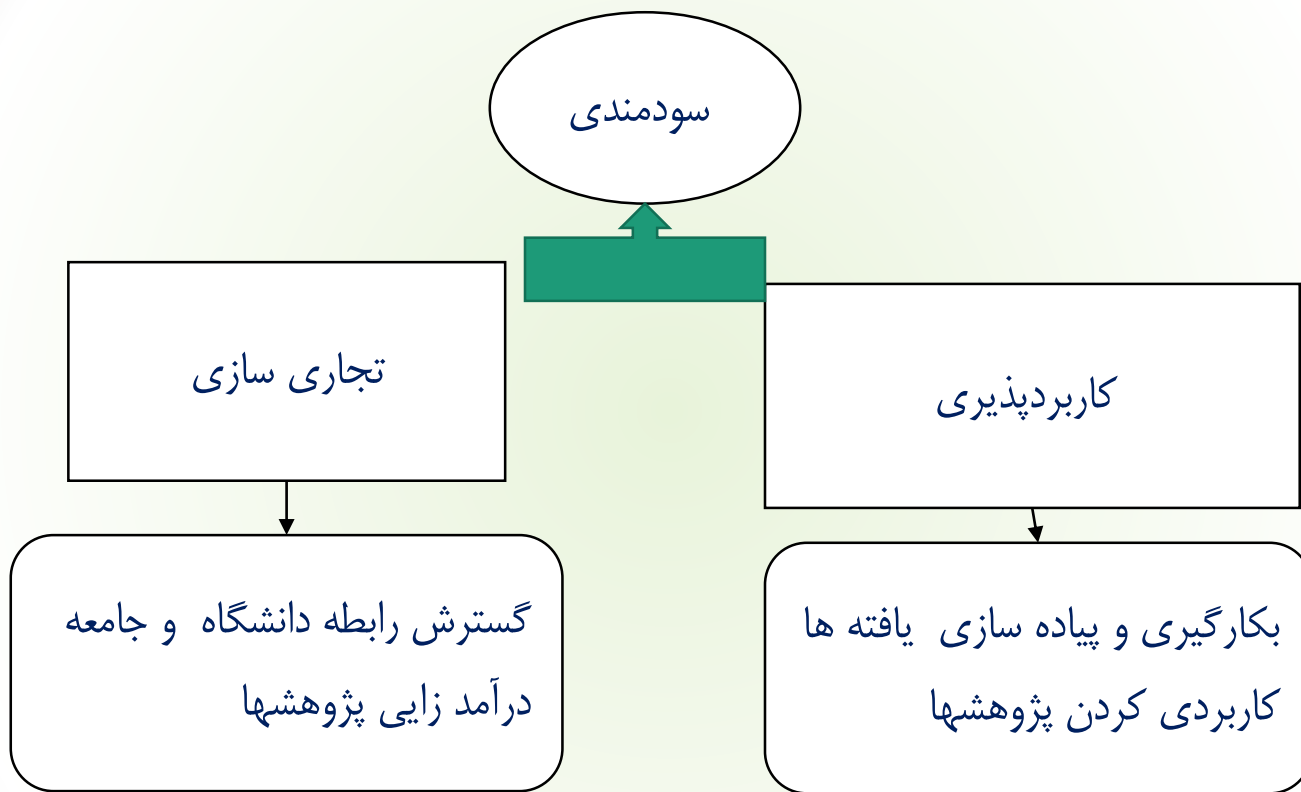 سودمندی
کاربردپذیری
تجاری سازی
بکارگیری و پیاده سازی یافته ها
کاربردی کردن پژوهشها
گسترش رابطه دانشگاه و جامعه
درآمد زایی پژوهشها